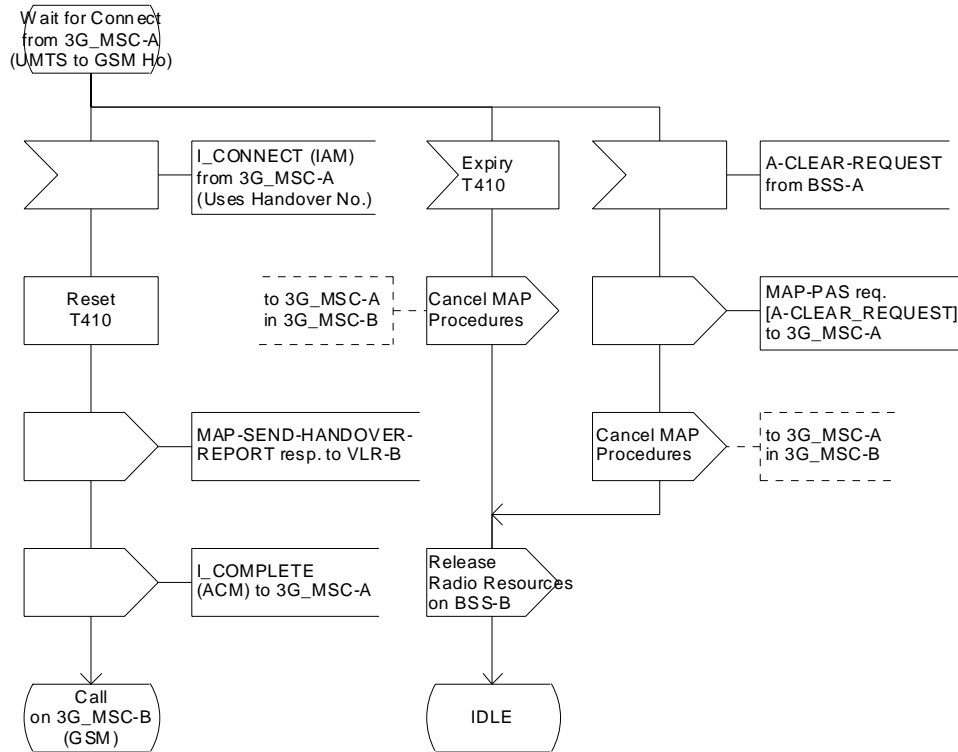 Wait for Connect
from 3G_MSC-A
(UMTS to GSM Ho)
I_CONNECT (IAM)
from 3G_MSC-A
(Uses Handover No.)
Expiry
T410
A-CLEAR-REQUEST
from BSS-A
Reset
T410
to 3G_MSC-A
in 3G_MSC-B
Cancel MAP
Procedures
MAP-PAS req.
[A-CLEAR_REQUEST]
to 3G_MSC-A
MAP-SEND-HANDOVER-
REPORT resp. to VLR-B
Cancel MAP
Procedures
to 3G_MSC-A
in 3G_MSC-B
I_COMPLETE
(ACM) to 3G_MSC-A
Release
Radio Resources
on BSS-B
Call
on 3G_MSC-B
(GSM)
IDLE